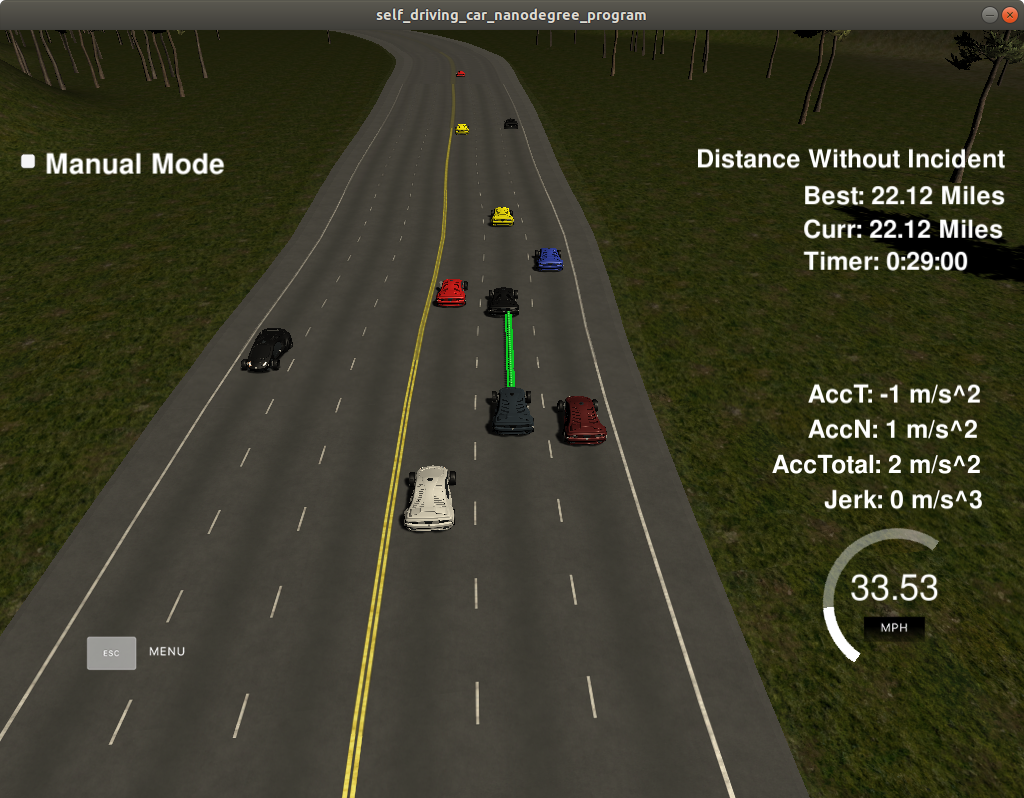 self_driving_car_nanodegree_program
Manual Mode
Distance Without Incident
Best: 22.12 Miles
Curr: 22.12 Miles
Timer: 0:29:00
AccT: -1 m/s^2
AccN: 1 m/s^2
AccTotal: 2 m/s^2
Jerk: 0 m/s^3
33.53
MPH
ESC MENU